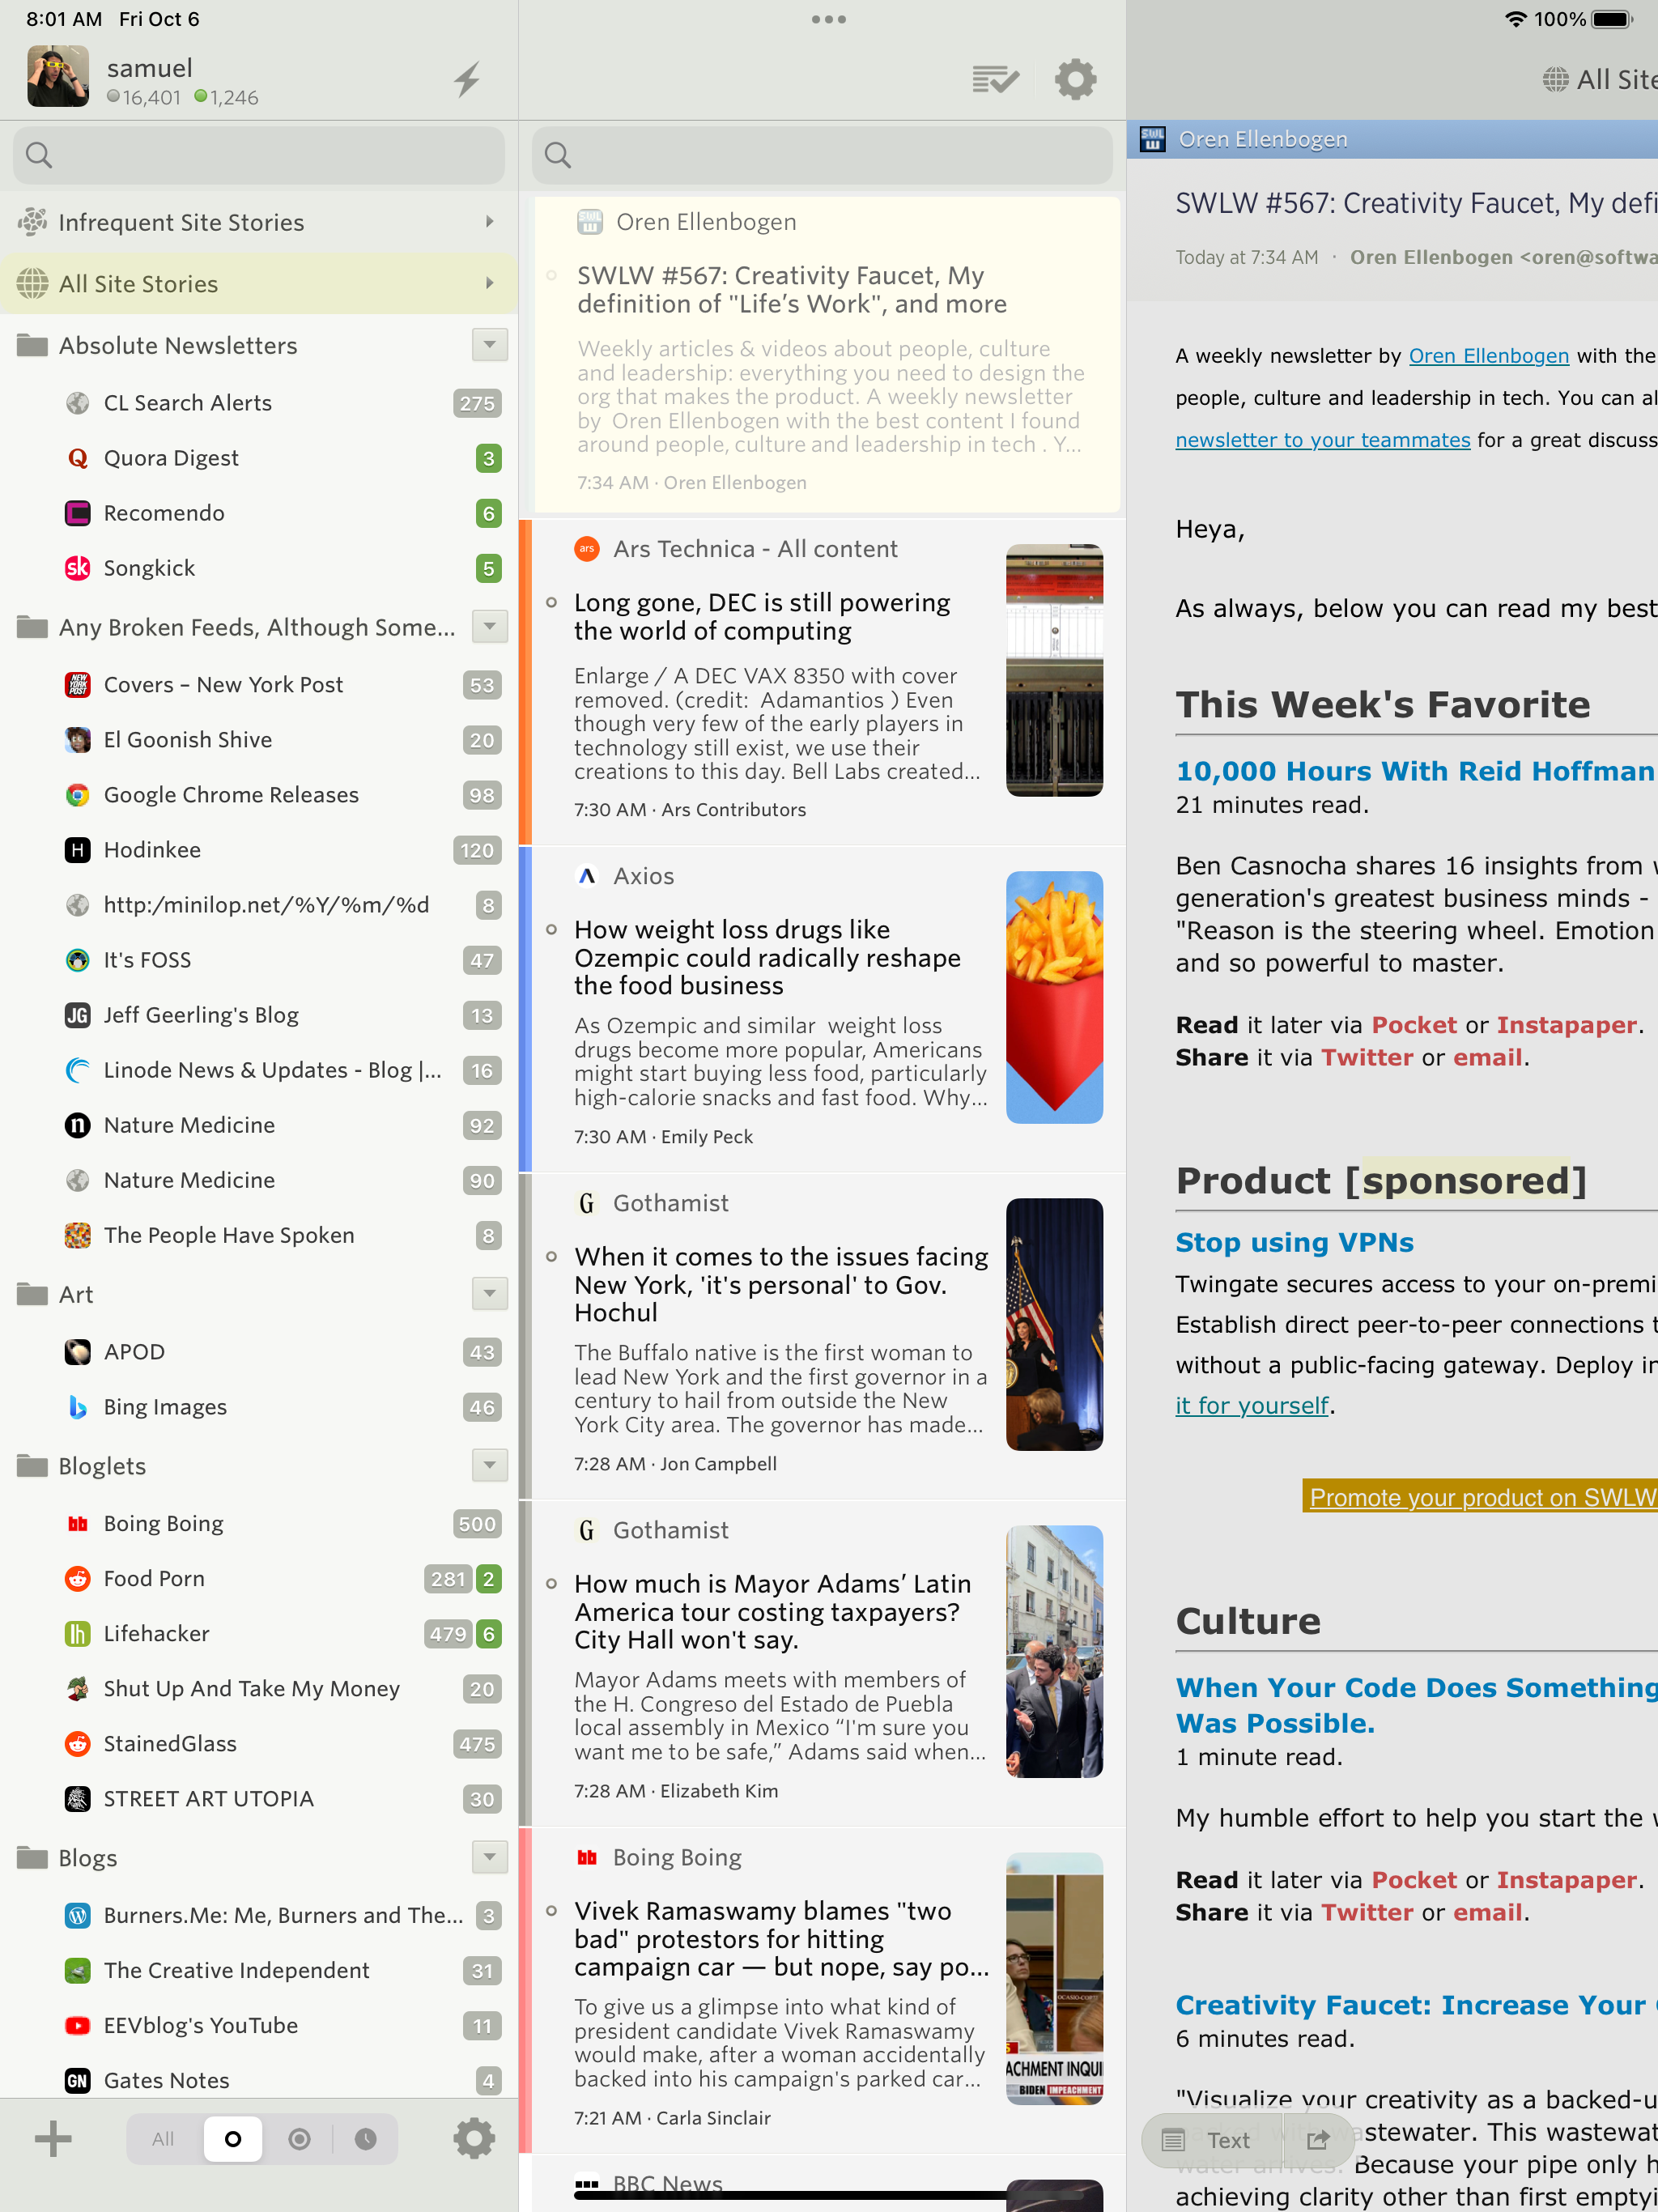 8:01 AM Fri Oct 6
100%
samuel
16,401 1,246
Infrequent Site Stories
All Site Stories
Absolute Newsletters
CL Search Alerts 275
Quora Digest 3
Recomendo 6
Songkick 5
Any Broken Feeds, Although Some...
Covers – New York Post 53
El Goonish Shive 20
Google Chrome Releases 98
Hodinkee 120
http:/minilop.net/%Y/%m/%d 8
It's FOSS 47
Jeff Geerling's Blog 13
Linode News & Updates - Blog |... 16
Nature Medicine 92
Nature Medicine 90
The People Have Spoken 8
Art
APOD 43
Bing Images 46
Bloglets
Boing Boing 500
Food Porn 281 2
Lifehacker 479 6
Shut Up And Take My Money 20
StainedGlass 475
STREET ART UTOPIA 30
Blogs
Burners.Me: Me, Burners and The... 3
The Creative Independent 31
EEVblog's YouTube 11
Gates Notes 4
All
Oren Ellenbogen
SWLW #567: Creativity Faucet, My
definition of "Life’s Work", and more
Weekly articles & videos about people, culture
and leadership: everything you need to design the
org that makes the product. A weekly newsletter
by Oren Ellenbogen with the best content I found
around people, culture and leadership in tech . Y...
7:34 AM · Oren Ellenbogen
Ars Technica - All content
Long gone, DEC is still powering
the world of computing
Enlarge / A DEC VAX 8350 with cover
removed. (credit: Adamantios ) Even
though very few of the early players in
technology still exist, we use their
creations to this day. Bell Labs created...
7:30 AM · Ars Contributors
Axios
How weight loss drugs like
Ozempic could radically reshape
the food business
As Ozempic and similar weight loss
drugs become more popular, Americans
might start buying less food, particularly
high-calorie snacks and fast food. Why...
7:30 AM · Emily Peck
Gothamist
When it comes to the issues facing
New York, 'it's personal' to Gov.
Hochul
The Buffalo native is the first woman to
lead New York and the first governor in a
century to hail from outside the New
York City area. The governor has made...
7:28 AM · Jon Campbell
Gothamist
How much is Mayor Adams’ Latin
America tour costing taxpayers?
City Hall won't say.
Mayor Adams meets with members of
the H. Congreso del Estado de Puebla
local assembly in Mexico “I'm sure you
want me to be safe,” Adams said when...
7:28 AM · Elizabeth Kim
Boing Boing
Vivek Ramaswamy blames "two
bad" protestors for hitting
campaign car — but nope, say po...
To give us a glimpse into what kind of
president candidate Vivek Ramaswamy
would make, after a woman accidentally
backed into his campaign's parked car...
7:21 AM · Carla Sinclair
OCASIO-CORTE
ACHMENT INQUI
BIDEN IMPEACHMENT
BBC News
All Site
Oren Ellenbogen
SWLW #567: Creativity Faucet, My defi
Today at 7:34 AM · Oren Ellenbogen <oren@softwa
A weekly newsletter by Oren Ellenbogen with the
people, culture and leadership in tech. You can al
newsletter to your teammates for a great discuss
Heya,
As always, below you can read my best
This Week's Favorite
10,000 Hours With Reid Hoffman
21 minutes read.
Ben Casnocha shares 16 insights from w
generation's greatest business minds -
"Reason is the steering wheel. Emotion
and so powerful to master.
Read it later via Pocket or Instapaper.
Share it via Twitter or email.
Product [sponsored]
Stop using VPNs
Twingate secures access to your on-premi
Establish direct peer-to-peer connections t
without a public-facing gateway. Deploy in
it for yourself.
Promote your product on SWLW
Culture
When Your Code Does Something
Was Possible.
1 minute read.
My humble effort to help you start the w
Read it later via Pocket or Instapaper.
Share it via Twitter or email.
Creativity Faucet: Increase Your
6 minutes read.
"Visualize your creativity as a backed-u
wastewater. This wastewat
water arrives. Because your pipe only h
achieving clarity other than first emptyi
Text